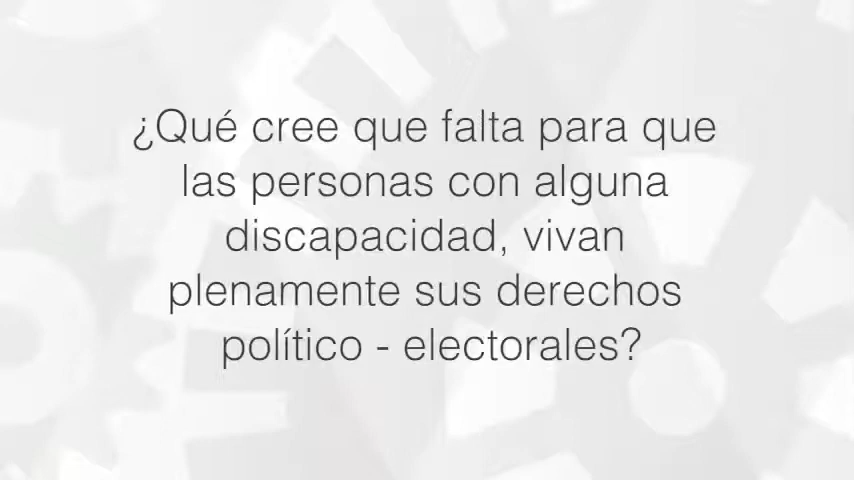 ¿Qué cree que falta para que
las personas con alguna
discapacidad, vivan
plenamente sus derechos
político - electorales?